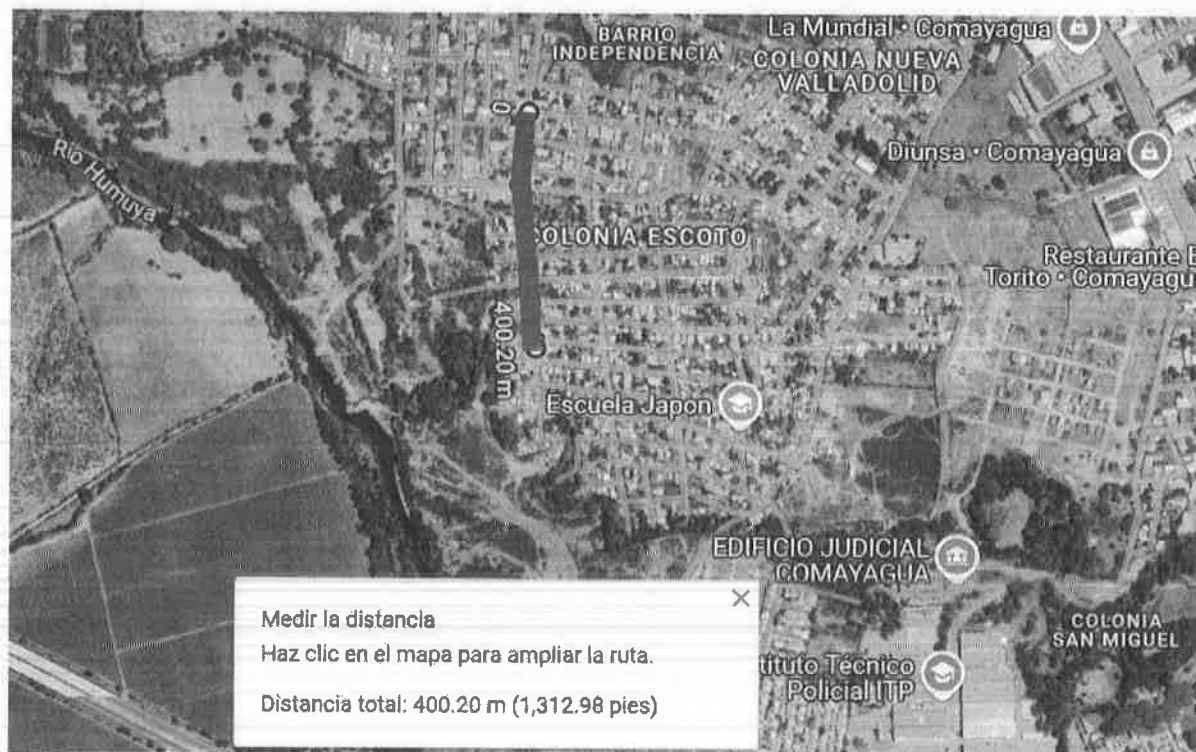 La Mundial • Comayagua
BARRIO
INDEPENDENCIA
COLONIA NUEVA
VALLADOLID
0
Diunsa • Comayagua
Río Humuya
COLONIA ESCOTO
Restaurante E
Torito • Comayagu
400.20 m
Escuela Japon
EDIFICIO JUDICIAL
COMAYAGUA
COLONIA
SAN MIGUEL
tituto Técnico
Policial ITP
Medir la distancia
Haz clic en el mapa para ampliar la ruta.
Distancia total: 400.20 m (1,312.98 pies)